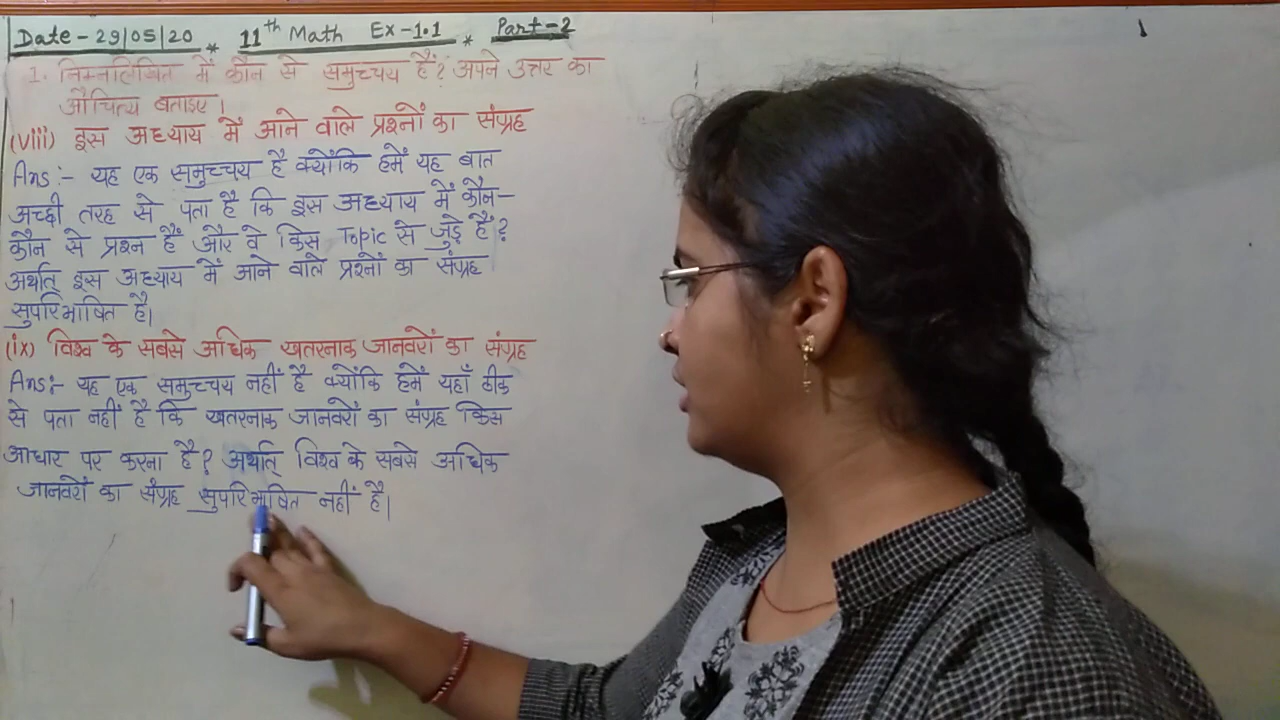 Date - 29/05/20 * 11th Math Ex-1.1 * Part-2
1. निम्नलिखित में कौन से समुच्चय हैं? अपने उत्तर का
औचित्य बताइए।
(viii) इस अध्याय में आने वाले प्रश्नों का संग्रह
Ans :- यह एक समुच्चय है क्योंकि हमें यह बात
अच्छी तरह से पता है कि इस अध्याय में कौन-
कौन से प्रश्न हैं और वे किस Topic से जुड़े हैं?
अर्थात् इस अध्याय में आने वाले प्रश्नों का संग्रह
सुपरिभाषित है।
(ix) विश्व के सबसे अधिक खतरनाक जानवरों का संग्रह
Ans :- यह एक समुच्चय नहीं है क्योंकि हमें यहाँ ठीक
से पता नहीं है कि खतरनाक जानवरों का संग्रह किस
आधार पर करना है? अर्थात् विश्व के सबसे अधिक
जानवरों का संग्रह सुपरिभाषित नहीं है।